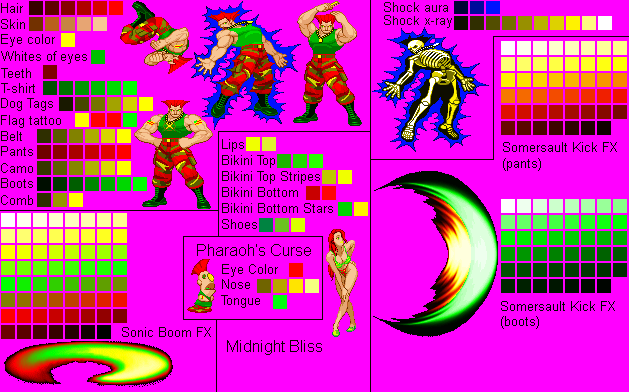 Hair
Skin
Eye color
Whites of eyes
Teeth
T-shirt
Dog Tags
Flag tattoo
Belt
Pants
Camo
Boots
Comb
Shock aura
Shock x-ray
Somersault Kick FX
(pants)
Lips
Bikini Top
Bikini Top Stripes
Bikini Bottom
Bikini Bottom Stars
Shoes
Pharaoh's Curse
Eye Color
Nose
Tongue
Sonic Boom FX
Midnight Bliss
Somersault Kick FX
(boots)